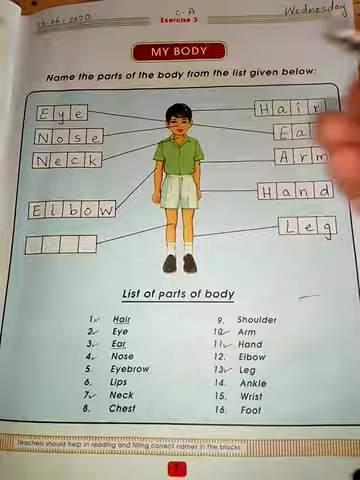 C-A
Wednesday
Exercise 3
MY BODY
Name the parts of the body from the list given below:
Eye
Hair
Nose
Ea
Neck
Arm
Hand
Elbow
Leg
List of parts of body
1. Hair
2. Eye
3. Ear
4. Nose
5. Eyebrow
6. Lips
7. Neck
8. Chest
9. Shoulder
10. Arm
11. Hand
12. Elbow
13. Leg
14. Ankle
15. Wrist
16. Foot
Teachers should help in reading and filling correct names in the blocks